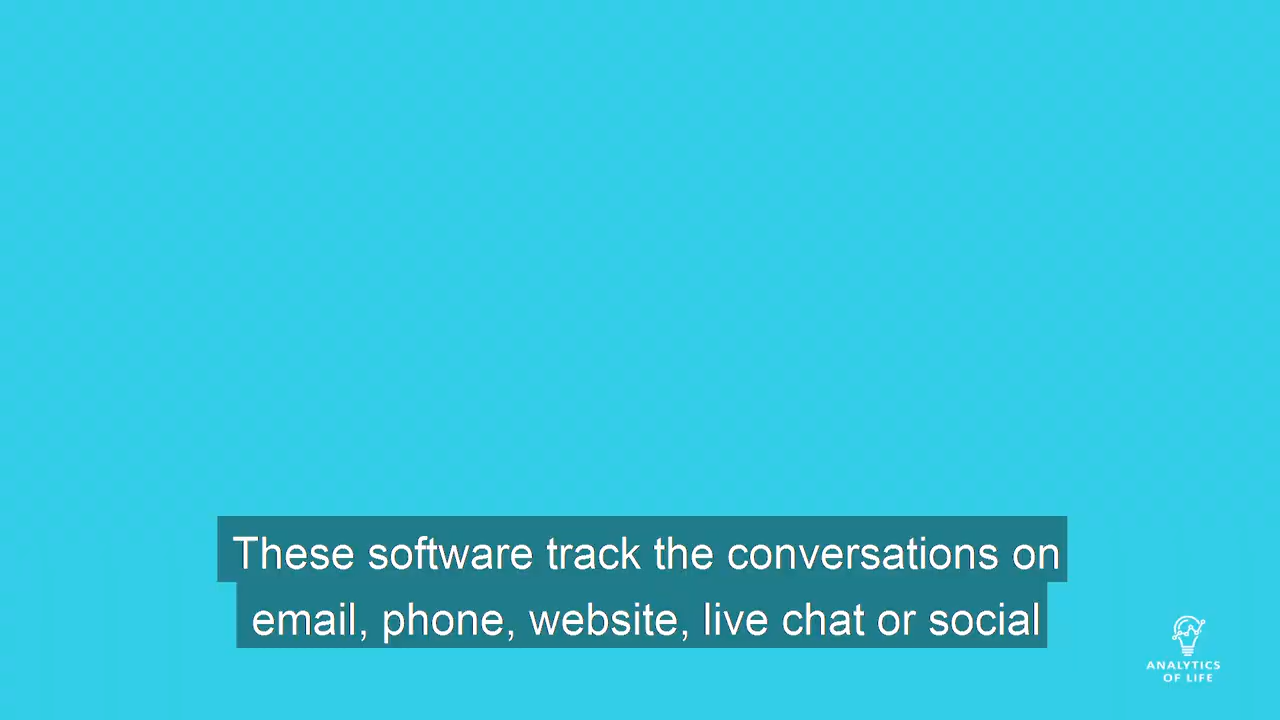 These software track the conversations on
email, phone, website, live chat or social
ANALYTICS
OF LIFE